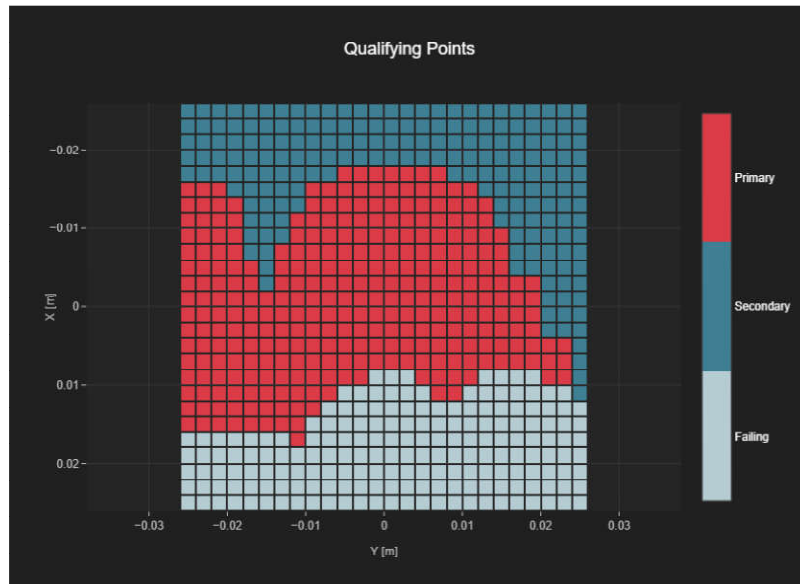 Qualifying Points
Primary
Secondary
Failing
−0.02
−0.01
0
0.01
0.02
X [m]
−0.03
−0.02
−0.01
0
0.01
0.02
0.03
Y [m]